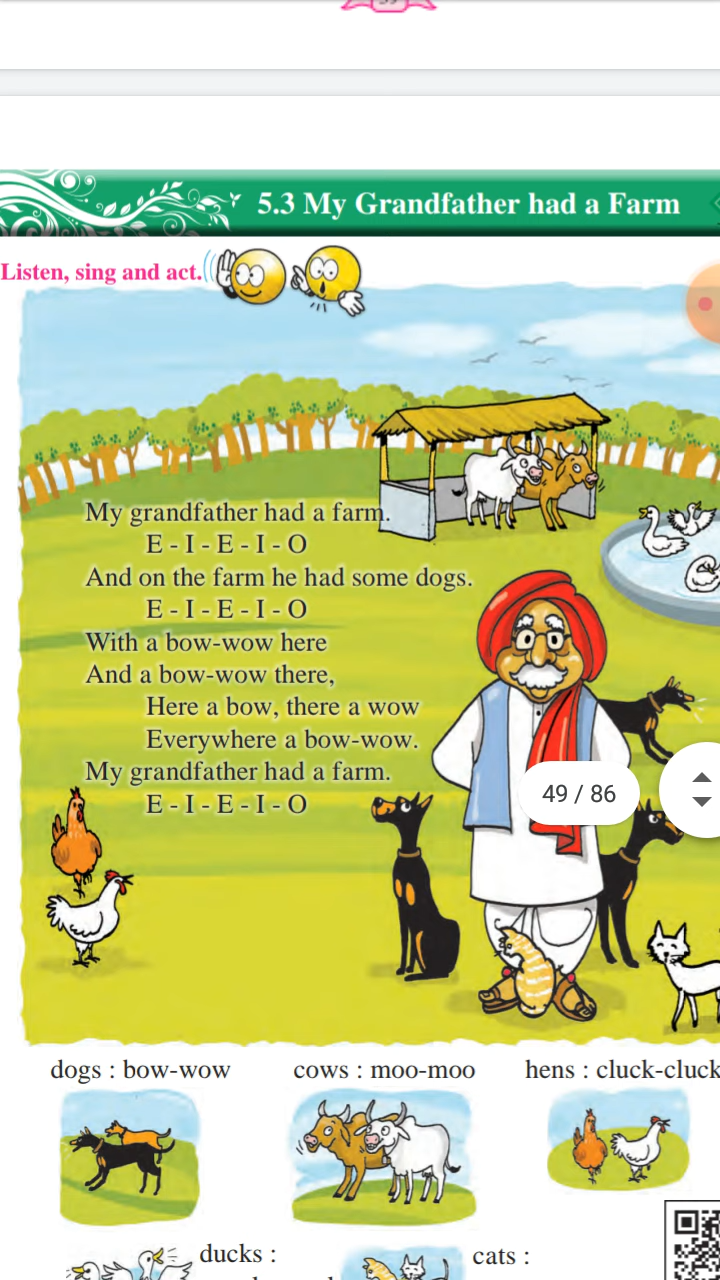 5.3 My Grandfather had a Farm
Listen, sing and act.
My grandfather had a farm.
E - I - E - I - O
And on the farm he had some dogs.
E - I - E - I - O
With a bow-wow here
And a bow-wow there,
Here a bow, there a wow
Everywhere a bow-wow.
My grandfather had a farm.
E - I - E - I - O
49 / 86
dogs : bow-wow
cows : moo-moo
hens : cluck-cluck
ducks :
cats :